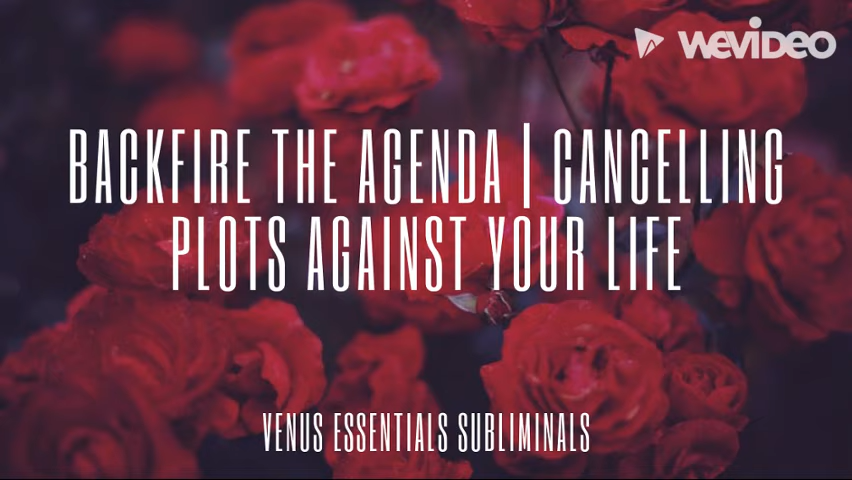 WEVIDEO
BACKFIRE THE AGENDA | CANCELLING
PLOTS AGAINST YOUR LIFE
VENUS ESSENTIALS SUBLIMINALS